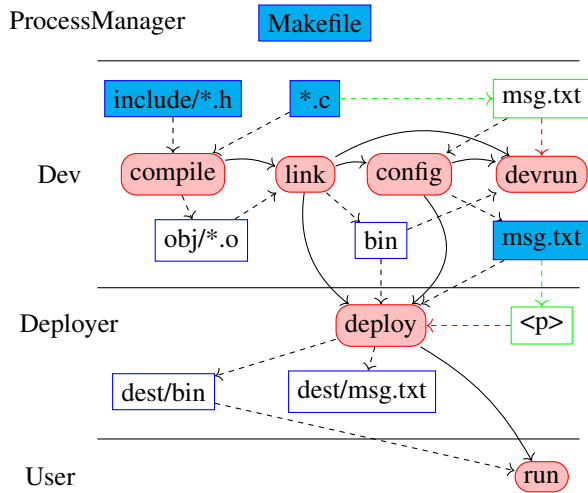 ProcessManager Makefile
include/*.h *.c msg.txt
Dev compile link config devrun
obj/*.o bin msg.txt
Deployer deploy <p>
dest/bin dest/msg.txt
User run